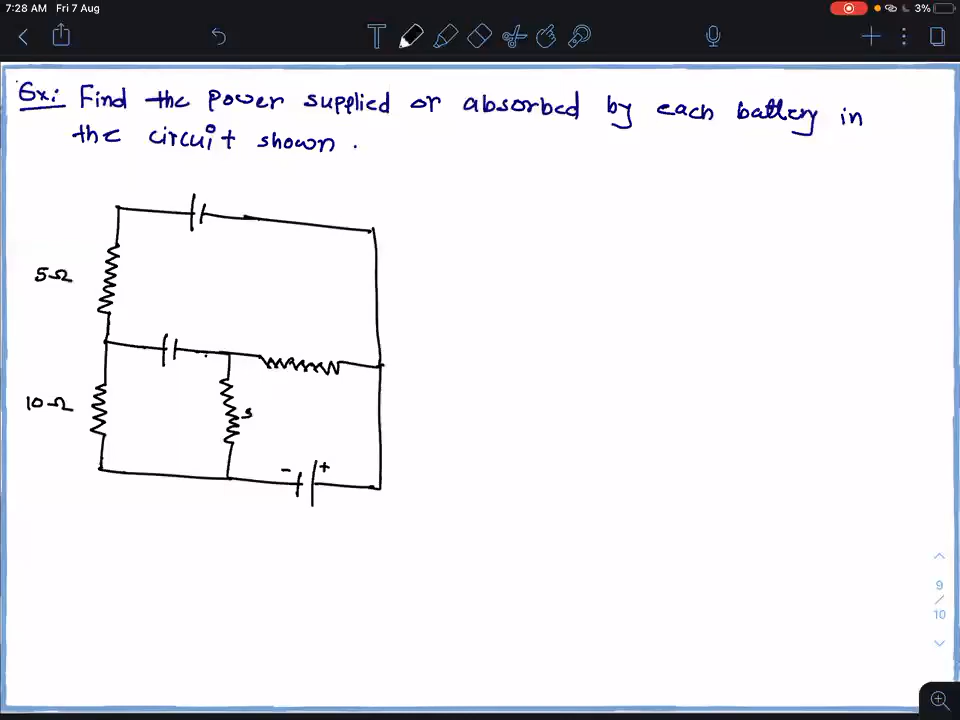 7:28 AM Fri 7 Aug
3%
T
Ex: Find the power supplied or absorbed by each battery in
the circuit shown.
5Ω
10Ω
5
- +
9
/
10